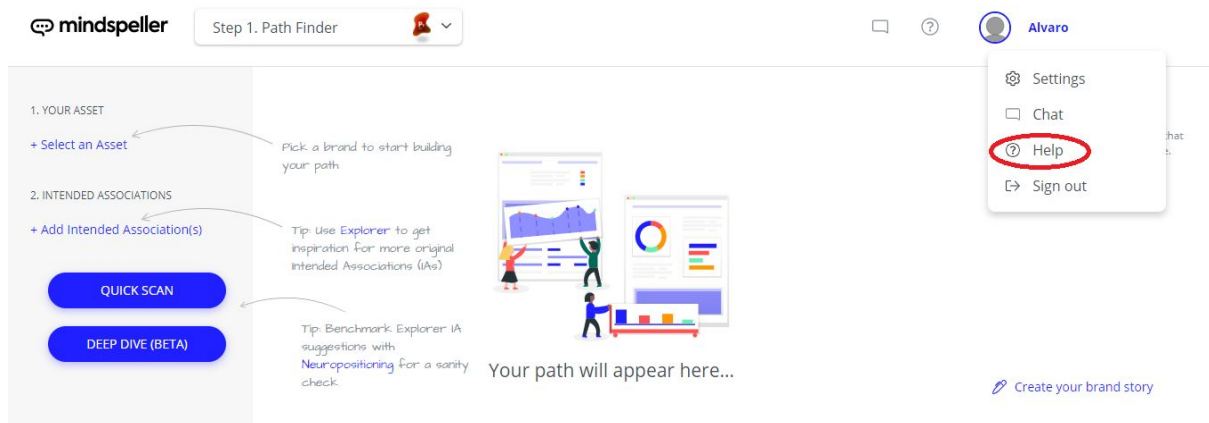 mindspeller
Step 1. Path Finder
Alvaro
Settings
Chat
Help
Sign out
hat
e.
1. YOUR ASSET
+ Select an Asset
Pick a brand to start building
your path
2. INTENDED ASSOCIATIONS
+ Add Intended Association(s)
Tip: Use Explorer to get
inspiration for more original
Intended Associations (IAs)
QUICK SCAN
DEEP DIVE (BETA)
Tip: Benchmark Explorer IA
suggestions with
Neuropositioning for a sanity
check.
Your path will appear here...
Create your brand story